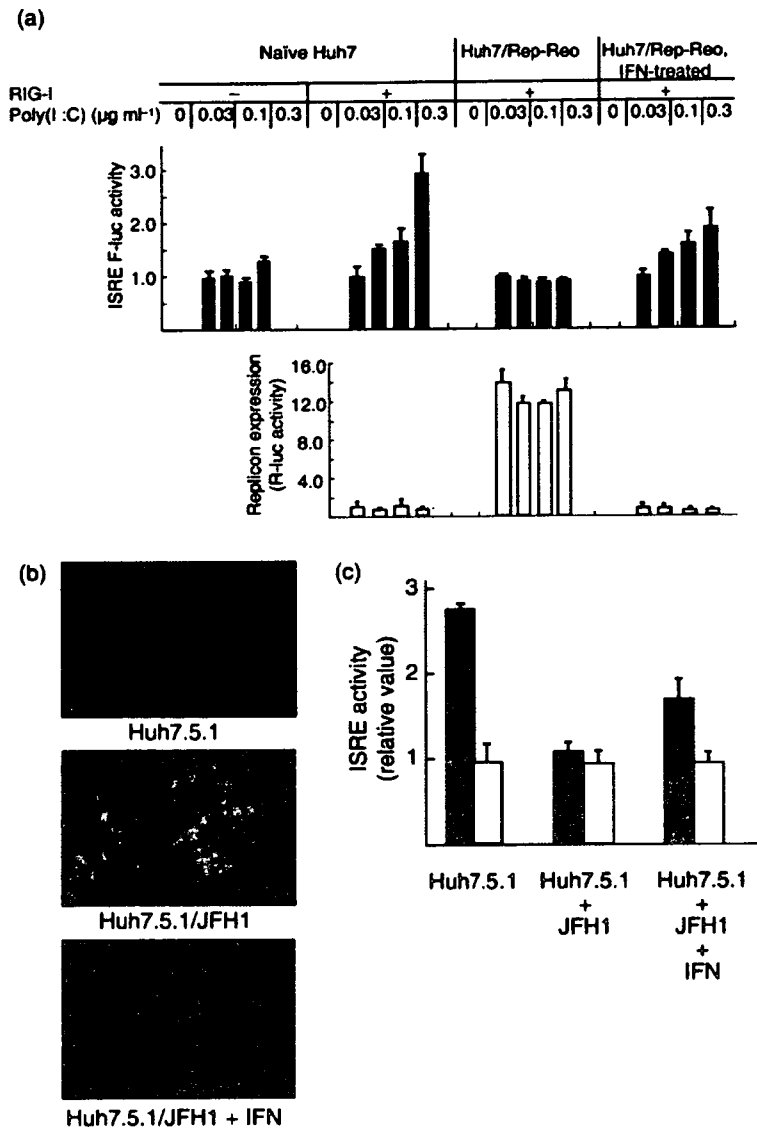 (a)
Naïve Huh7
Huh7/Rep-Reo
Huh7/Rep-Reo,
IFN-treated
RIG-I
− + + +
Poly(I :C) (µg ml⁻¹) 0 0.03 0.1 0.3 0 0.03 0.1 0.3 0 0.03 0.1 0.3 0 0.03 0.1 0.3
ISRE F-luc activity
3.0
2.0
1.0
Replicon expression
(R-luc activity)
16.0
12.0
8.0
4.0
(b)
Huh7.5.1
Huh7.5.1/JFH1
Huh7.5.1/JFH1 + IFN
(c)
ISRE activity
(relative value)
3
2
1
Huh7.5.1
Huh7.5.1
+
JFH1
Huh7.5.1
+
JFH1
+
IFN